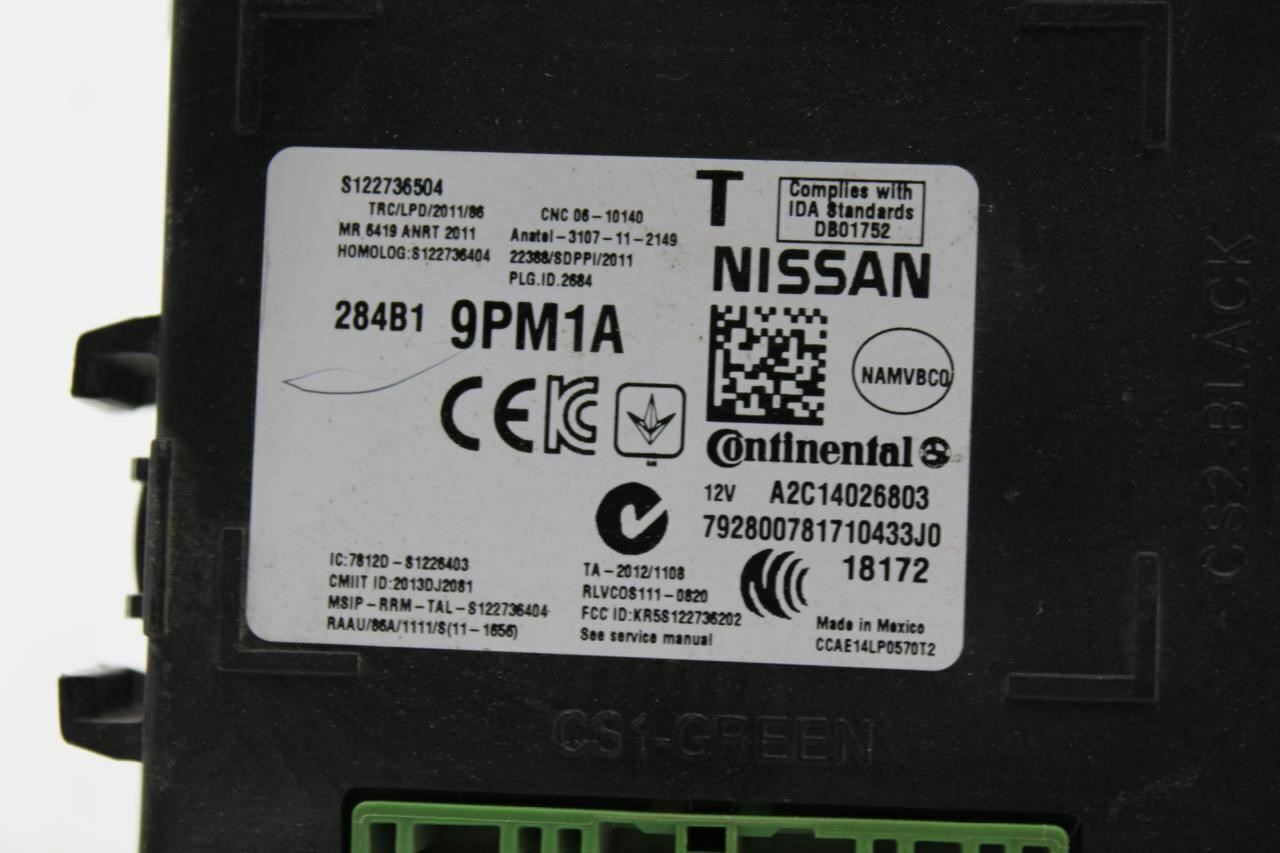 S122736504
TRC/LPD/2011/86
MR 6419 ANRT 2011
HOMOLOG:S122736404
CNC 06-10140
Anatel-3107-11-2149
22388/SDPPI/2011
PLG.ID.2684
T
Complies with
IDA Standards
DB01752
NISSAN
284B1 9PM1A
NAMVBC0
CE
Continental
12V A2C14026803
792800781710433J0
18172
IC:7812D-S1226403
CMIIT ID:2013DJ2081
MSIP-RRM-TAL-S122736404
RAAU/86A/1111/S(11-1656)
TA-2012/1108
RLVCOS111-0820
FCC ID:KR5S122736202
See service manual
Made in Mexico
CCAE14LP0570T2
CS1-GREEN
CS2-BLACK